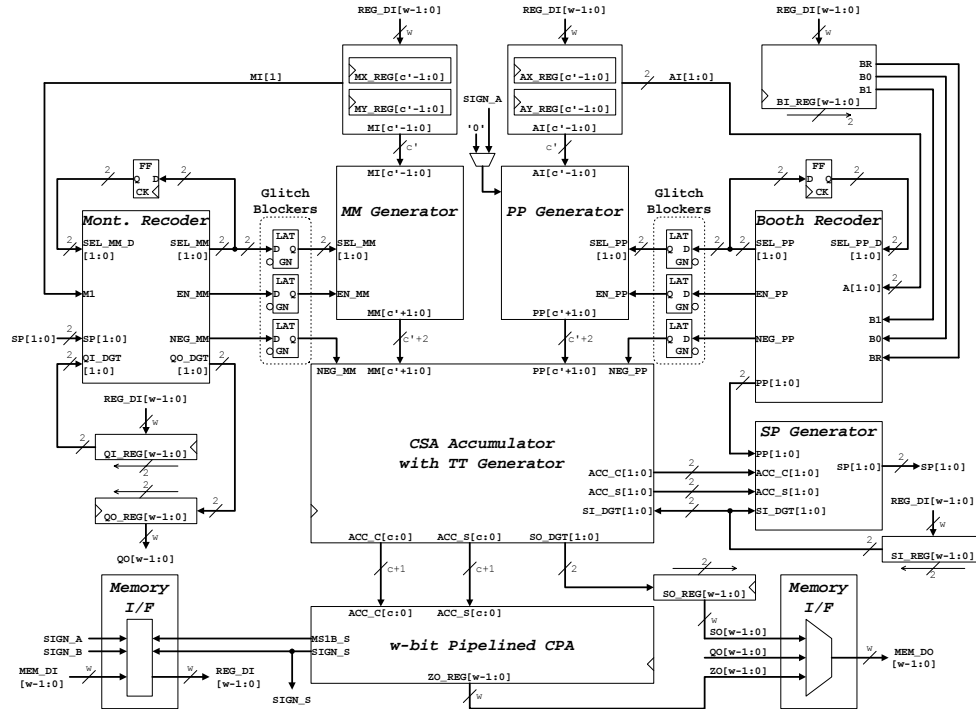 REG_DI[w-1:0]
REG_DI[w-1:0]
REG_DI[w-1:0]
w
w
w
MI[1]
MX_REG[c'-1:0]
MY_REG[c'-1:0]
MI[c'-1:0]
c'
AX_REG[c'-1:0]
AY_REG[c'-1:0]
AI[c'-1:0]
c'
2
AI[1:0]
SIGN_A
'0'
BR
B0
B1
BI_REG[w-1:0]
2
2
FF
Q D
CK
2
Glitch
Blockers
MI[c'-1:0]
MM Generator
SEL_MM
[1:0]
EN_MM
MM[c'+1:0]
AI[c'-1:0]
PP Generator
SEL_PP
[1:0]
EN_PP
PP[c'+1:0]
Glitch
Blockers
2
FF
D Q
CK
2
Mont. Recoder
2
SEL_MM_D
[1:0]
SEL_MM
[1:0]
2
2
M1
EN_MM
SP[1:0]
2
SP[1:0]
NEG_MM
QI_DGT
[1:0]
QO_DGT
[1:0]
2
LAT
D Q
GN
2
LAT
D Q
GN
LAT
D Q
GN
2
LAT
Q D
GN
2
2
LAT
Q D
GN
LAT
Q D
GN
Booth Recoder
SEL_PP
[1:0]
SEL_PP_D
[1:0]
2
A[1:0]
EN_PP
B1
NEG_PP
B0
BR
PP[1:0]
2
c'+2
c'+2
NEG_MM
MM[c'+1:0]
PP[c'+1:0]
NEG_PP
CSA Accumulator
with TT Generator
ACC_C[1:0]
ACC_S[1:0]
SI_DGT[1:0]
2
2
2
ACC_C[c:0]
ACC_S[c:0]
SO_DGT[1:0]
REG_DI[w-1:0]
w
2
QI_REG[w-1:0]
2
2
QO_REG[w-1:0]
2
w
QO[w-1:0]
SP Generator
PP[1:0]
SP[1:0]
2
SP[1:0]
ACC_C[1:0]
ACC_S[1:0]
SI_DGT[1:0]
REG_DI[w-1:0]
w
2
SI_REG[w-1:0]
2
c+1
c+1
2
2
SO_REG[w-1:0]
w
Memory
I/F
SIGN_A
SIGN_B
MEM_DI
[w-1:0]
w
w
REG_DI
[w-1:0]
ACC_C[c:0]
ACC_S[c:0]
MS1B_S
SIGN_S
w-bit Pipelined CPA
ZO_REG[w-1:0]
w
SIGN_S
Memory
I/F
SO[w-1:0]
QO[w-1:0]
ZO[w-1:0]
w
MEM_DO
[w-1:0]